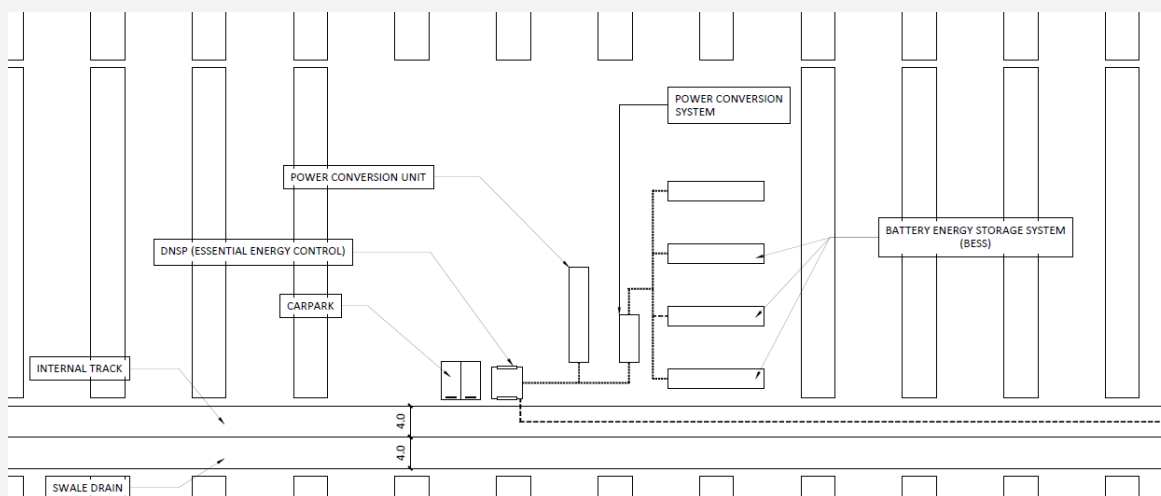 POWER CONVERSION
SYSTEM
POWER CONVERSION UNIT
DNSP (ESSENTIAL ENERGY CONTROL)
BATTERY ENERGY STORAGE SYSTEM
(BESS)
CARPARK
INTERNAL TRACK
4.0
4.0
SWALE DRAIN